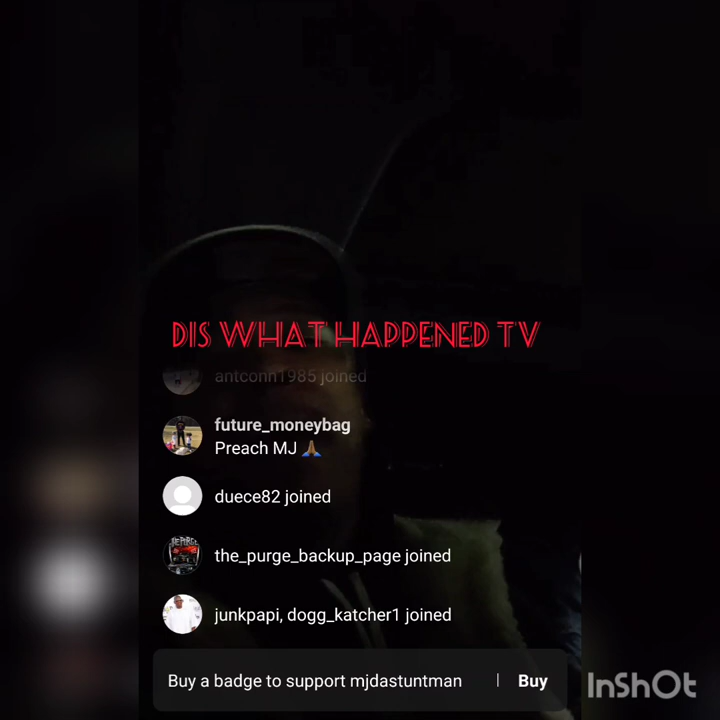 DIS WHAT HAPPENED TV
antconn1985 joined
future_moneybag
Preach MJ 🙏🏾
duece82 joined
the_purge_backup_page joined
junkpapi, dogg_katcher1 joined
Buy a badge to support mjdastuntman | Buy
InShOt